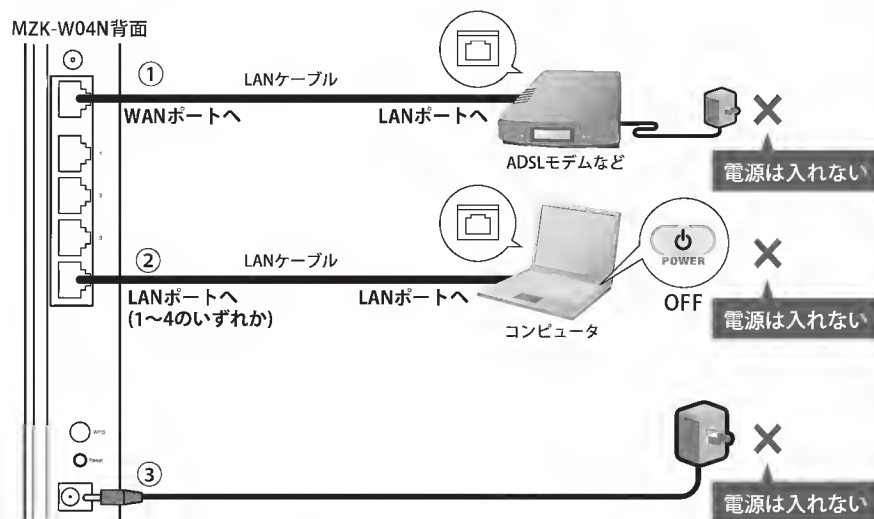 MZK-W04N背面
①
LANケーブル
WANポートへ
LANポートへ
ADSLモデムなど
電源は入れない
1
2
3
②
LANケーブル
LANポートへ
(1～4のいずれか)
LANポートへ
コンピュータ
POWER
OFF
電源は入れない
WPS
Reset
③
電源は入れない